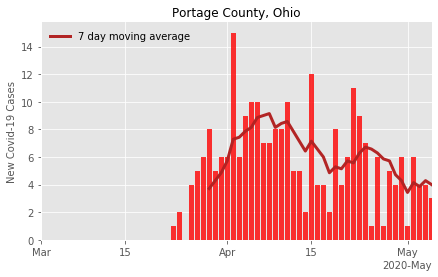 Portage County, Ohio
7 day moving average
New Covid-19 Cases
14
12
10
8
6
4
2
0
Mar
15
Apr
15
May
2020-May